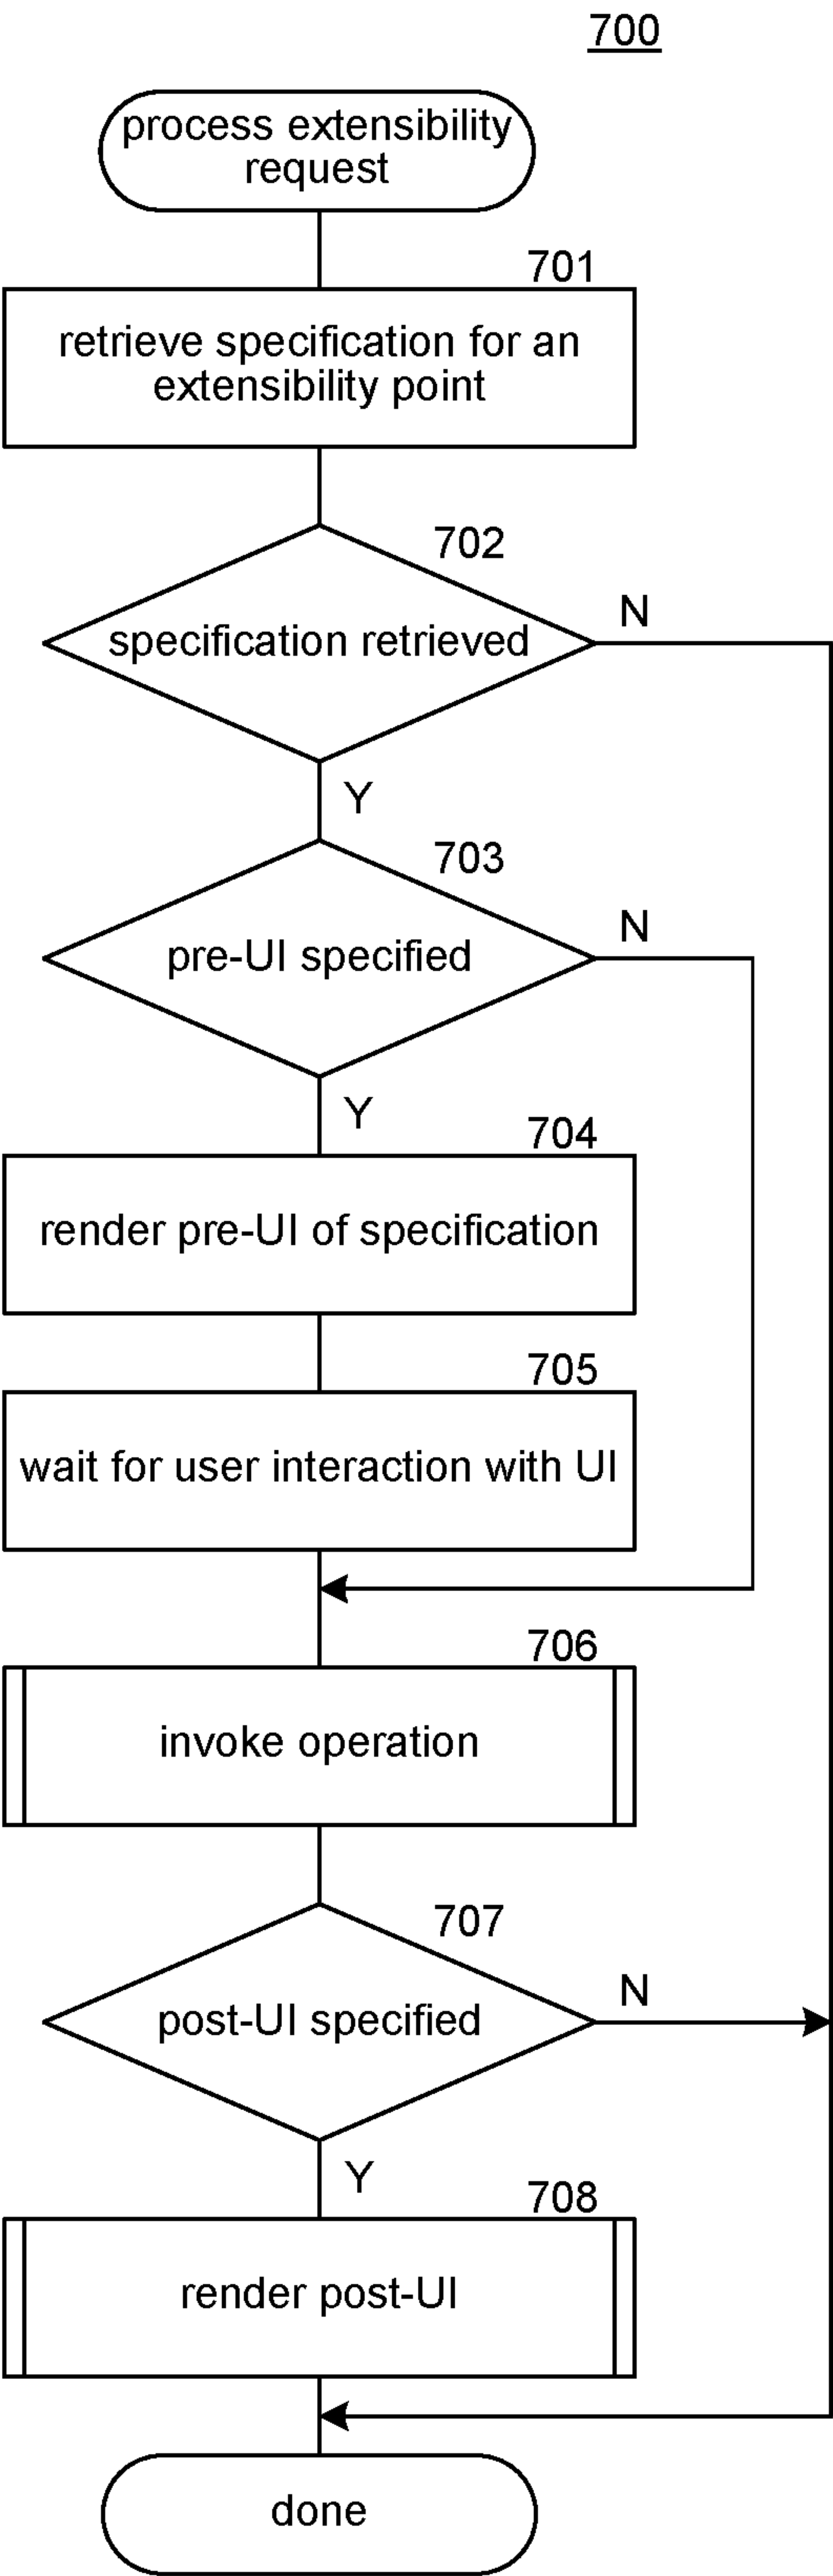 700
process extensibility
request
701
retrieve specification for an
extensibility point
702
specification retrieved
N
Y
703
pre-UI specified
N
Y
704
render pre-UI of specification
705
wait for user interaction with UI
706
invoke operation
707
post-UI specified
N
Y
708
render post-UI
done